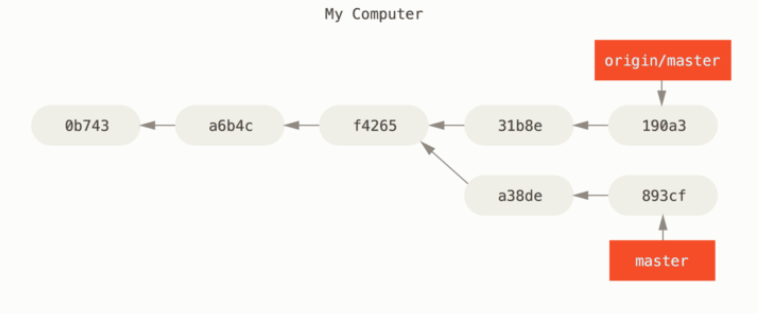 My Computer
origin/master
0b743
a6b4c
f4265
31b8e
190a3
a38de
893cf
master